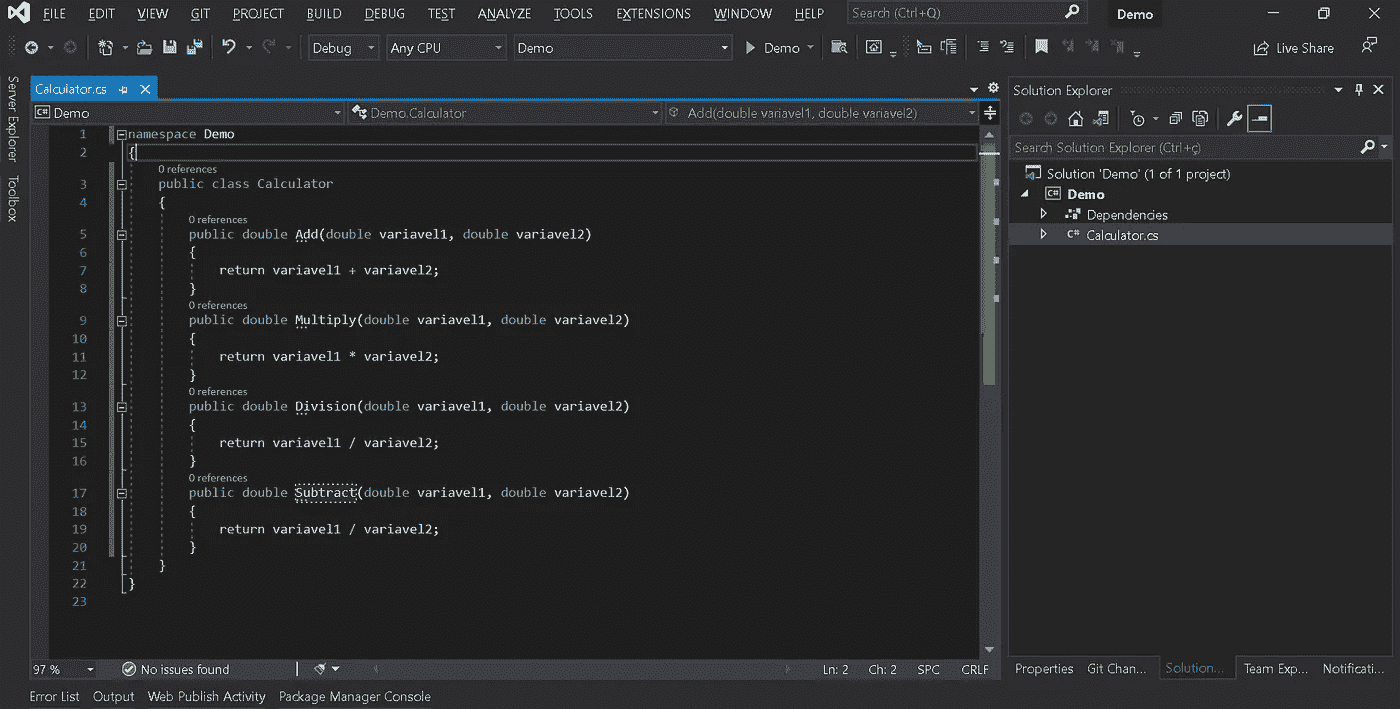 FILE EDIT VIEW GIT PROJECT BUILD DEBUG TEST ANALYZE TOOLS EXTENSIONS WINDOW HELP Search (Ctrl+Q) Demo
Debug Any CPU Demo Demo Live Share
Server Explorer
Toolbox
Calculator.cs
C# Demo Demo.Calculator Add(double variavel1, double variavel2)
1 namespace Demo
2 {
0 references
3 public class Calculator
4 {
0 references
5 public double Add(double variavel1, double variavel2)
6 {
7 return variavel1 + variavel2;
8 }
0 references
9 public double Multiply(double variavel1, double variavel2)
10 {
11 return variavel1 * variavel2;
12 }
0 references
13 public double Division(double variavel1, double variavel2)
14 {
15 return variavel1 / variavel2;
16 }
0 references
17 public double Subtract(double variavel1, double variavel2)
18 {
19 return variavel1 / variavel2;
20 }
21 }
22 }
23
97 % No issues found Ln: 2 Ch: 2 SPC CRLF
Solution Explorer
Search Solution Explorer (Ctrl+ç)
Solution 'Demo' (1 of 1 project)
C# Demo
Dependencies
C# Calculator.cs
Properties Git Chan... Solution... Team Exp... Notificati...
Error List Output Web Publish Activity Package Manager Console